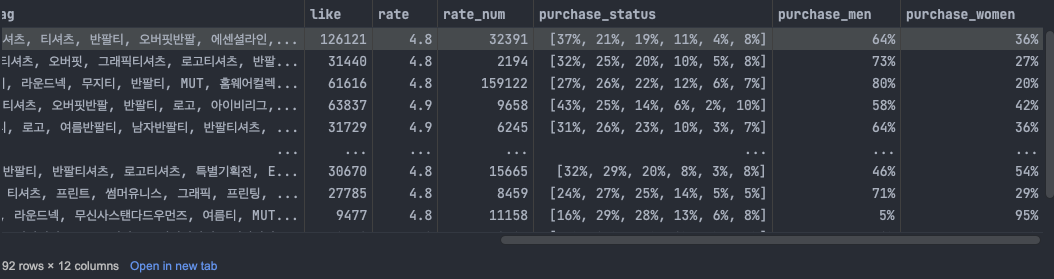 ag like rate rate_num purchase_status purchase_men purchase_women
셔츠, 티셔츠, 반팔티, 오버핏반팔, 에센셜라인,... 126121 4.8 32391 [37%, 21%, 19%, 11%, 4%, 8%] 64% 36%
티셔츠, 오버핏, 그래픽티셔츠, 로고티셔츠, 반팔... 31440 4.8 2194 [32%, 25%, 20%, 10%, 5%, 8%] 73% 27%
, 라운드넥, 무지티, 반팔티, MUT, 홈웨어컬렉... 61616 4.8 159122 [27%, 26%, 22%, 12%, 6%, 7%] 80% 20%
티셔츠, 오버핏반팔, 반팔티, 로고, 아이비리그,... 63837 4.9 9658 [43%, 25%, 14%, 6%, 2%, 10%] 58% 42%
, 로고, 여름반팔티, 남자반팔티, 반팔티셔츠, ... 31729 4.9 6245 [31%, 26%, 23%, 10%, 3%, 7%] 64% 36%
... ... ... ... ... ... ...
반팔티, 반팔티셔츠, 로고티셔츠, 특별기획전, E... 30670 4.8 15665 [32%, 29%, 20%, 8%, 3%, 8%] 46% 54%
티셔츠, 프린트, 썸머유니스, 그래픽, 프린팅, ... 27785 4.8 8459 [24%, 27%, 25%, 14%, 5%, 5%] 71% 29%
, 라운드넥, 무신사스탠다드우먼즈, 여름티, MUT... 9477 4.8 11158 [16%, 29%, 28%, 13%, 6%, 8%] 5% 95%
92 rows × 12 columns Open in new tab